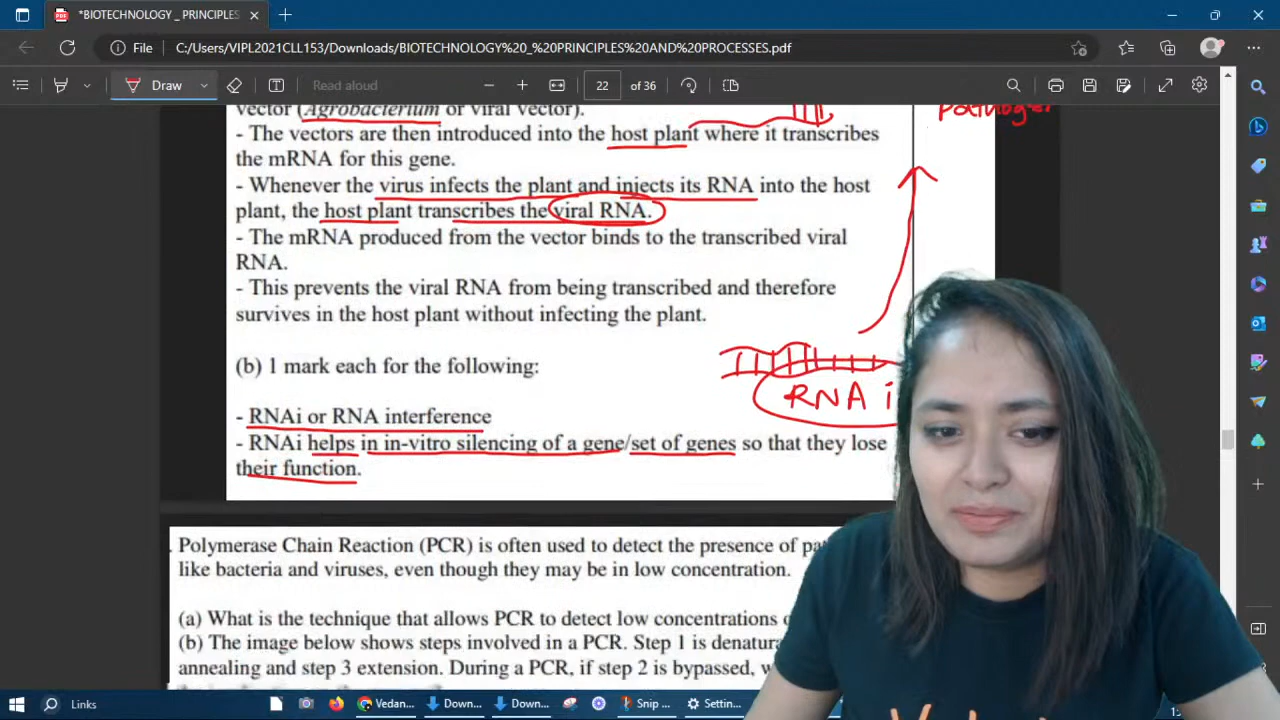 *BIOTECHNOLOGY _ PRINCIPLES
File C:/Users/VIPL2021CLL153/Downloads/BIOTECHNOLOGY%20_%20PRINCIPLES%20AND%20PROCESSES.pdf
Draw Read aloud 22 of 36
vector (Agrobacterium or viral vector).
- The vectors are then introduced into the host plant where it transcribes
the mRNA for this gene.
- Whenever the virus infects the plant and injects its RNA into the host
plant, the host plant transcribes the viral RNA.
- The mRNA produced from the vector binds to the transcribed viral
RNA.
- This prevents the viral RNA from being transcribed and therefore
survives in the host plant without infecting the plant.
RNA i
(b) 1 mark each for the following:
- RNAi or RNA interference
- RNAi helps in in-vitro silencing of a gene/set of genes so that they lose
their function.
Polymerase Chain Reaction (PCR) is often used to detect the presence of
like bacteria and viruses, even though they may be in low concentration.
(a) What is the technique that allows PCR to detect low concentrations
(b) The image below shows steps involved in a PCR. Step 1 is
annealing and step 3 extension. During a PCR, if step 2 is bypassed,
Links Vedan... Down... Down... Snip ... Settin...